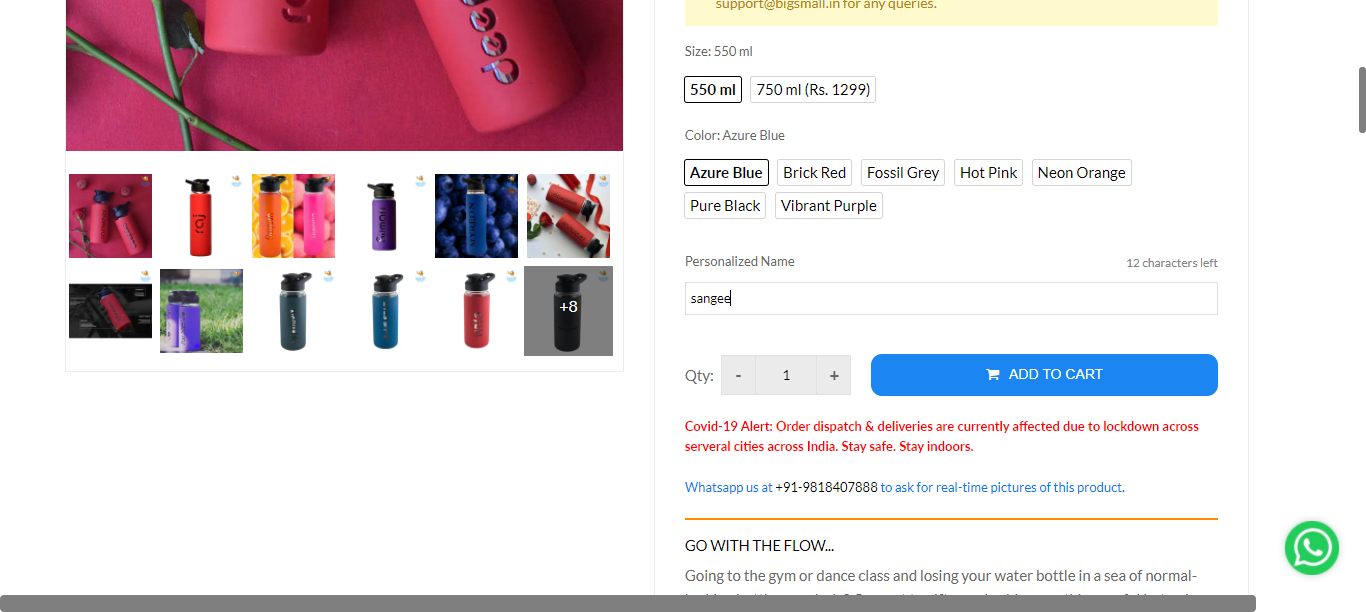 support@bigsmall.in for any queries.
Size: 550 ml
550 ml
750 ml (Rs. 1299)
Color: Azure Blue
Azure Blue
Brick Red
Fossil Grey
Hot Pink
Neon Orange
Pure Black
Vibrant Purple
Personalized Name
12 characters left
sangee
Qty:
-
1
+
ADD TO CART
Covid-19 Alert: Order dispatch & deliveries are currently affected due to lockdown across
serveral cities across India. Stay safe. Stay indoors.
Whatsapp us at +91-9818407888 to ask for real-time pictures of this product.
GO WITH THE FLOW...
Going to the gym or dance class and losing your water bottle in a sea of normal-
deep
raj
+8